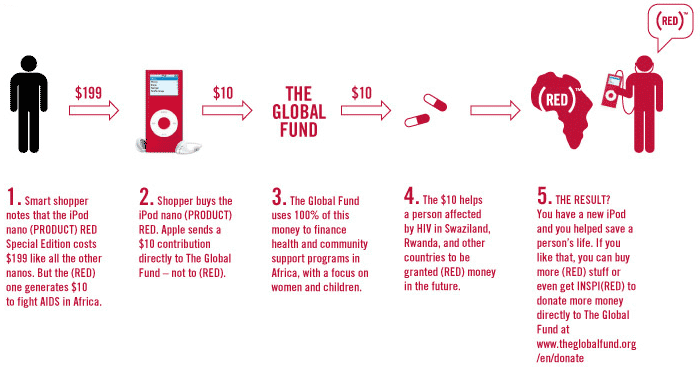 (RED)™
$199
$10
THE
GLOBAL
FUND
$10
(RED)™
1. Smart shopper
notes that the iPod
nano (PRODUCT) RED
Special Edition costs
$199 like all the other
nanos. But the (RED)
one generates $10
to fight AIDS in Africa.
2. Shopper buys the
iPod nano (PRODUCT)
RED. Apple sends a
$10 contribution
directly to The Global
Fund – not to (RED).
3. The Global Fund
uses 100% of this
money to finance
health and community
support programs in
Africa, with a focus on
women and children.
4. The $10 helps
a person affected
by HIV in Swaziland,
Rwanda, and other
countries to be
granted (RED) money
in the future.
5. THE RESULT?
You have a new iPod
and you helped save a
person's life. If you
like that, you can buy
more (RED) stuff or
even get INSPI(RED) to
donate more money
directly to The Global
Fund at
www.theglobalfund.org
/en/donate